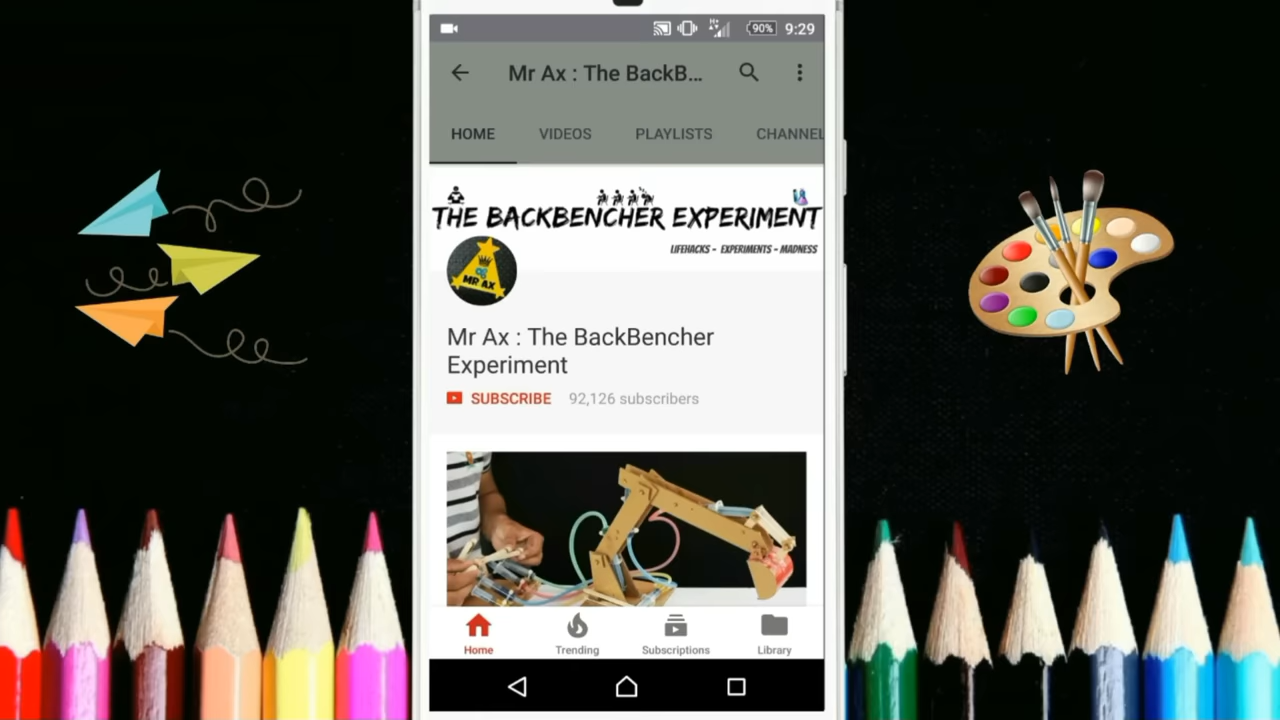 H+ 90% 9:29
Mr Ax : The BackB...
HOME VIDEOS PLAYLISTS CHANNEL
THE BACKBENCHER EXPERIMENT
LIFEHACKS - EXPERIMENTS - MADNESS
MR AX
Mr Ax : The BackBencher
Experiment
SUBSCRIBE 92,126 subscribers
Home Trending Subscriptions Library